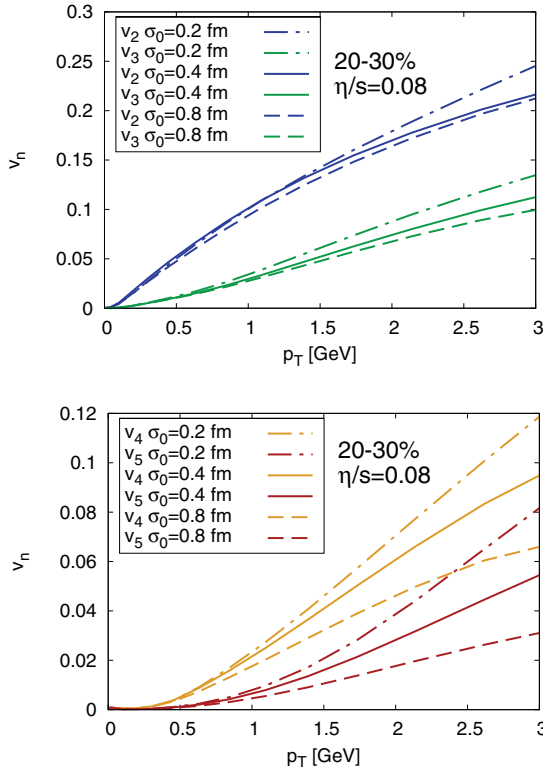 0.3
0.25
0.2
0.15
0.1
0.05
0
vₙ
v₂ σ₀=0.2 fm
v₃ σ₀=0.2 fm
v₂ σ₀=0.4 fm
v₃ σ₀=0.4 fm
v₂ σ₀=0.8 fm
v₃ σ₀=0.8 fm
20-30%
η/s=0.08
0 0.5 1 1.5 2 2.5 3
p_T [GeV]
0.12
0.1
0.08
0.06
0.04
0.02
0
vₙ
v₄ σ₀=0.2 fm
v₅ σ₀=0.2 fm
v₄ σ₀=0.4 fm
v₅ σ₀=0.4 fm
v₄ σ₀=0.8 fm
v₅ σ₀=0.8 fm
20-30%
η/s=0.08
0 0.5 1 1.5 2 2.5 3
p_T [GeV]